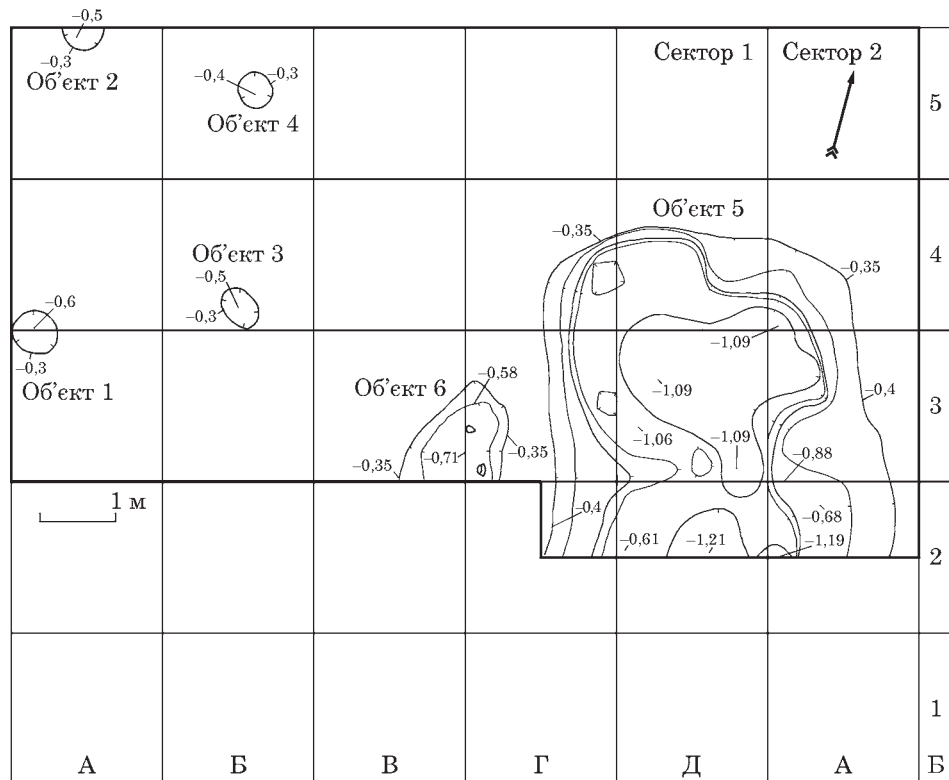 −0,5
−0,3
Об'єкт 2
−0,4
−0,3
Об'єкт 4
Сектор 1
Сектор 2
5
Об'єкт 5
−0,35
−0,35
4
Об'єкт 3
−0,5
−0,3
−0,6
−0,3
Об'єкт 1
−1,09
Об'єкт 6
−0,58
−1,09
−0,4
3
−1,06
−1,09
−0,35
−0,71
−0,35
−0,88
1 м
−0,4
−0,68
−0,61
−1,21
−1,19
2
1
А
Б
В
Г
Д
А
Б